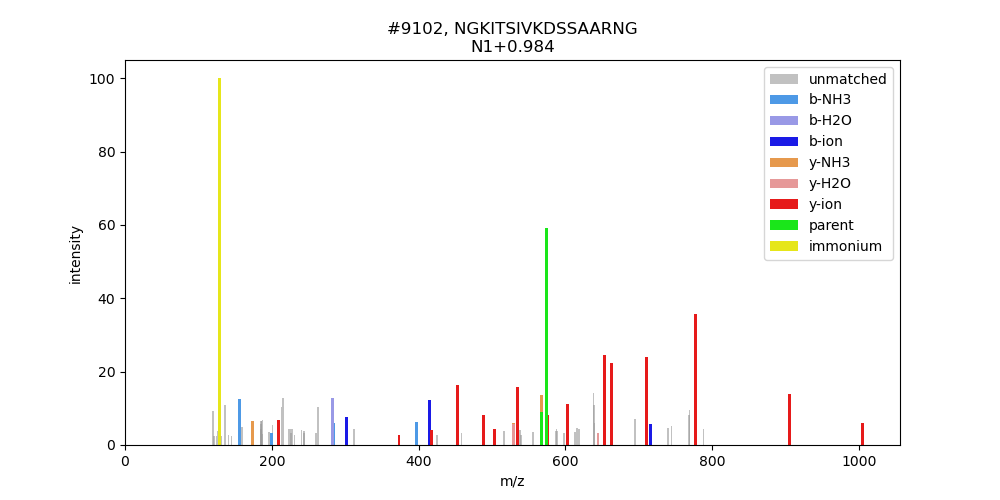 #9102, NGKITSIVKDSSAARNG
N1+0.984
100
80
60
40
20
0
intensity
0 200 400 600 800 1000
m/z
unmatched
b-NH3
b-H2O
b-ion
y-NH3
y-H2O
y-ion
parent
immonium